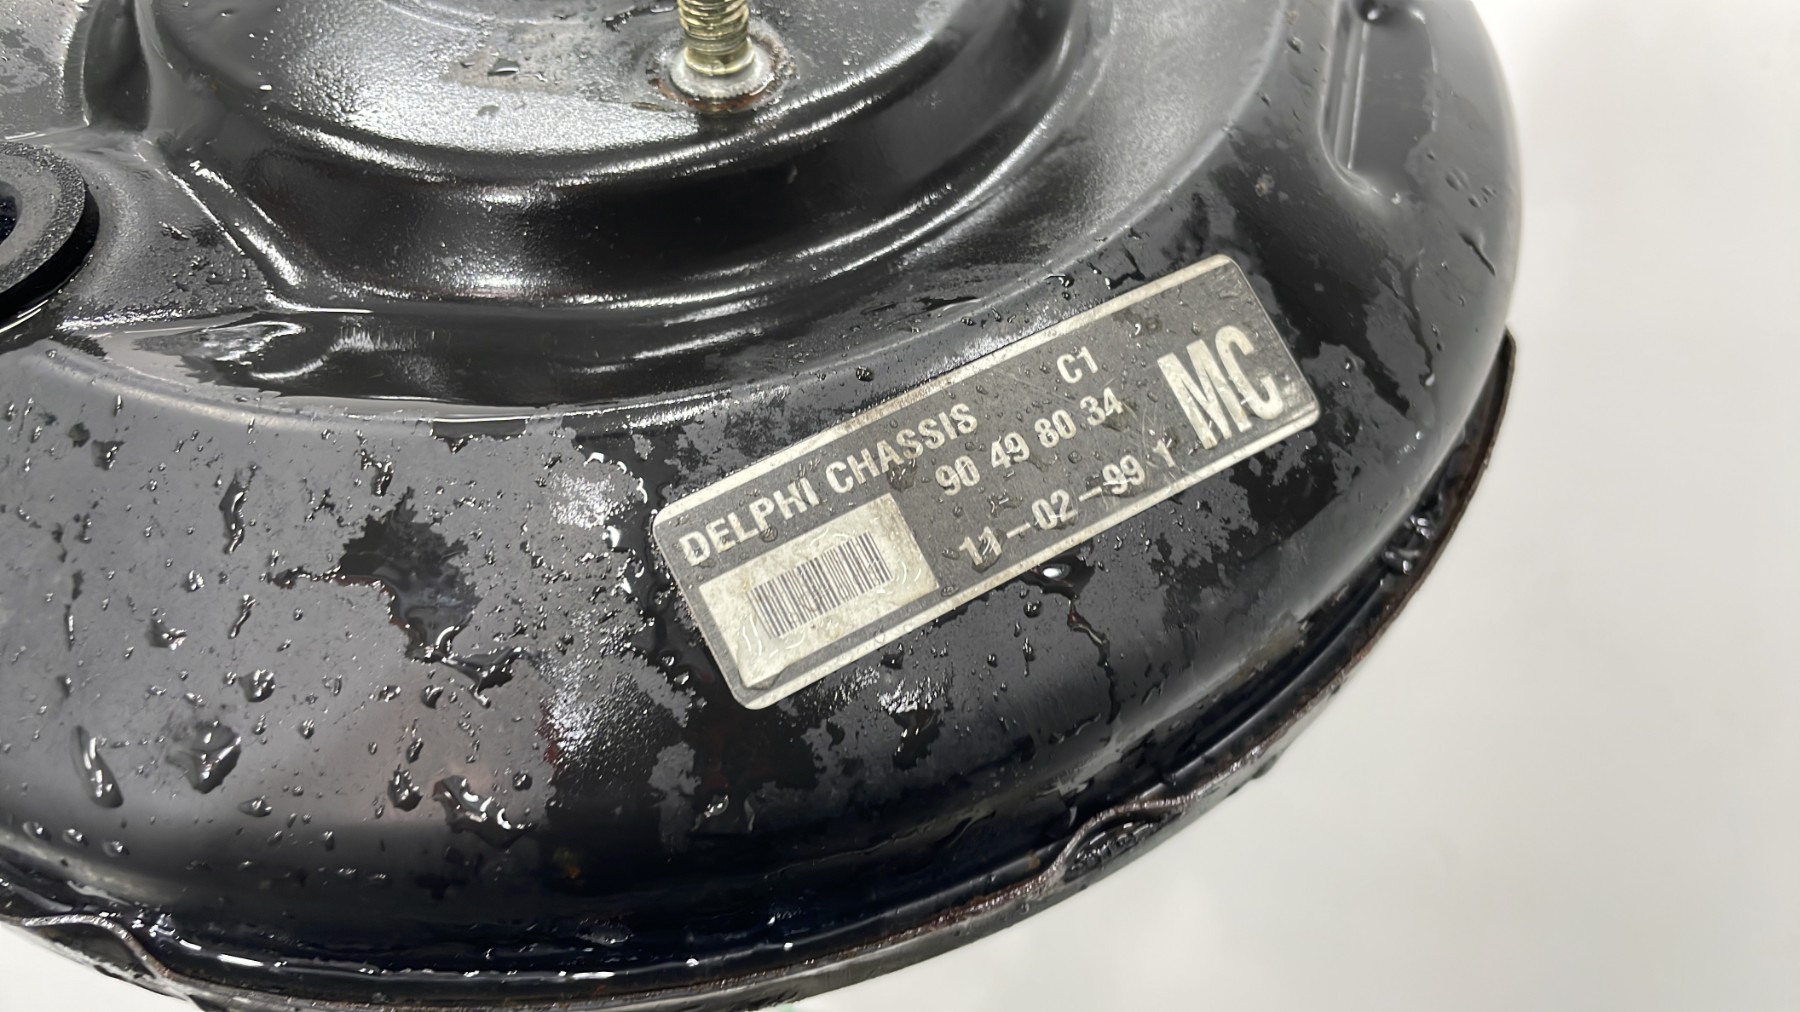 DELPHI CHASSIS C1
90 49 80 34
11-02-99 1
MC